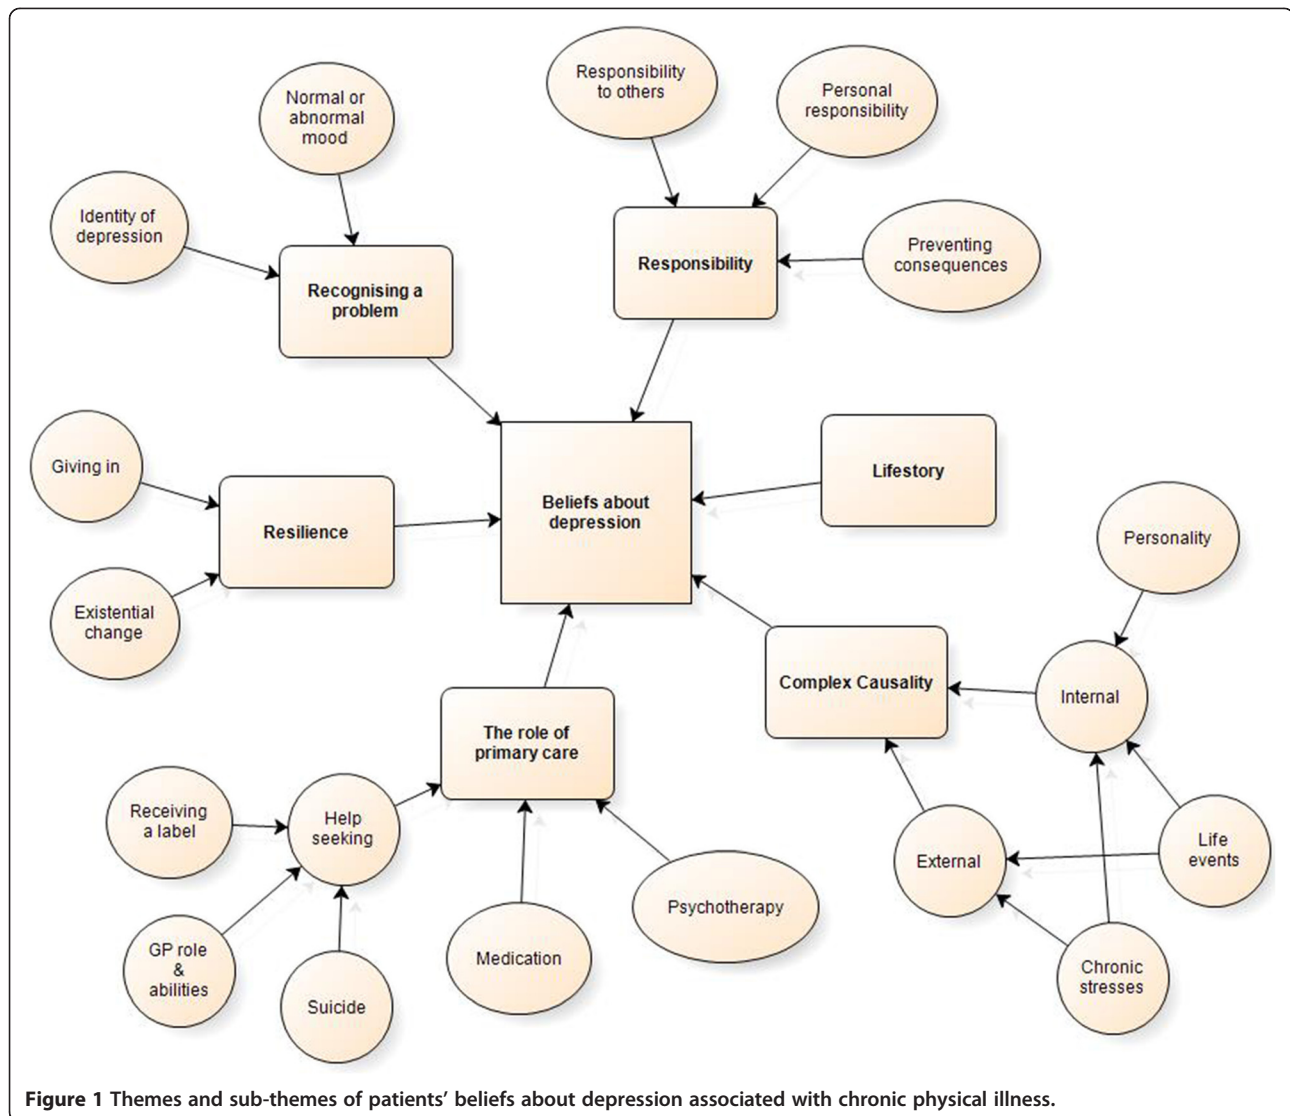 Normal or
abnormal
mood
Identity of
depression
Recognising a
problem
Responsibility
to others
Personal
responsibility
Responsibility
Preventing
consequences
Giving in
Resilience
Existential
change
Beliefs about
depression
Lifestory
Personality
Complex Causality
Internal
External
Life
events
Chronic
stresses
The role of
primary care
Receiving
a label
Help
seeking
GP role
&
abilities
Suicide
Medication
Psychotherapy
Figure 1 Themes and sub-themes of patients’ beliefs about depression associated with chronic physical illness.